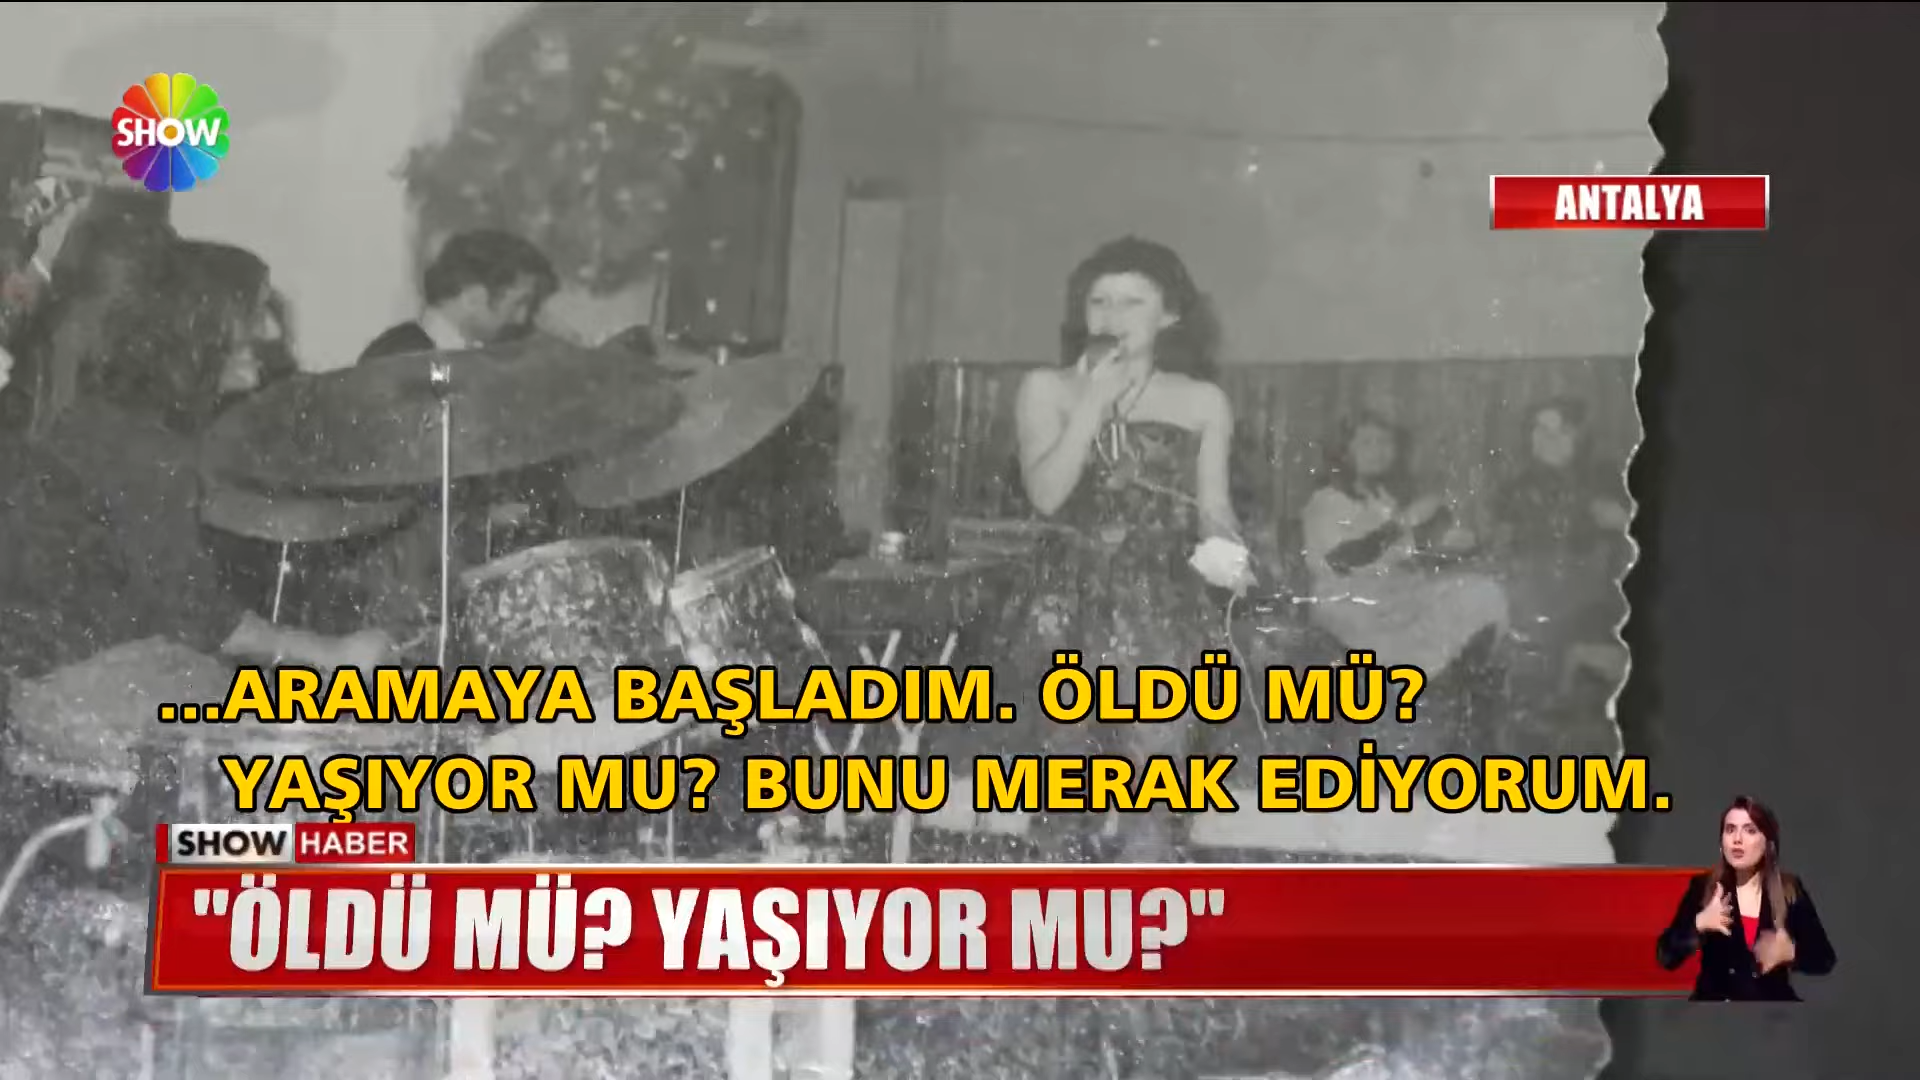 SHOW
ANTALYA
...ARAMAYA BAŞLADIM. ÖLDÜ MÜ?
YAŞIYOR MU? BUNU MERAK EDİYORUM.
SHOW HABER
"ÖLDÜ MÜ? YAŞIYOR MU?"